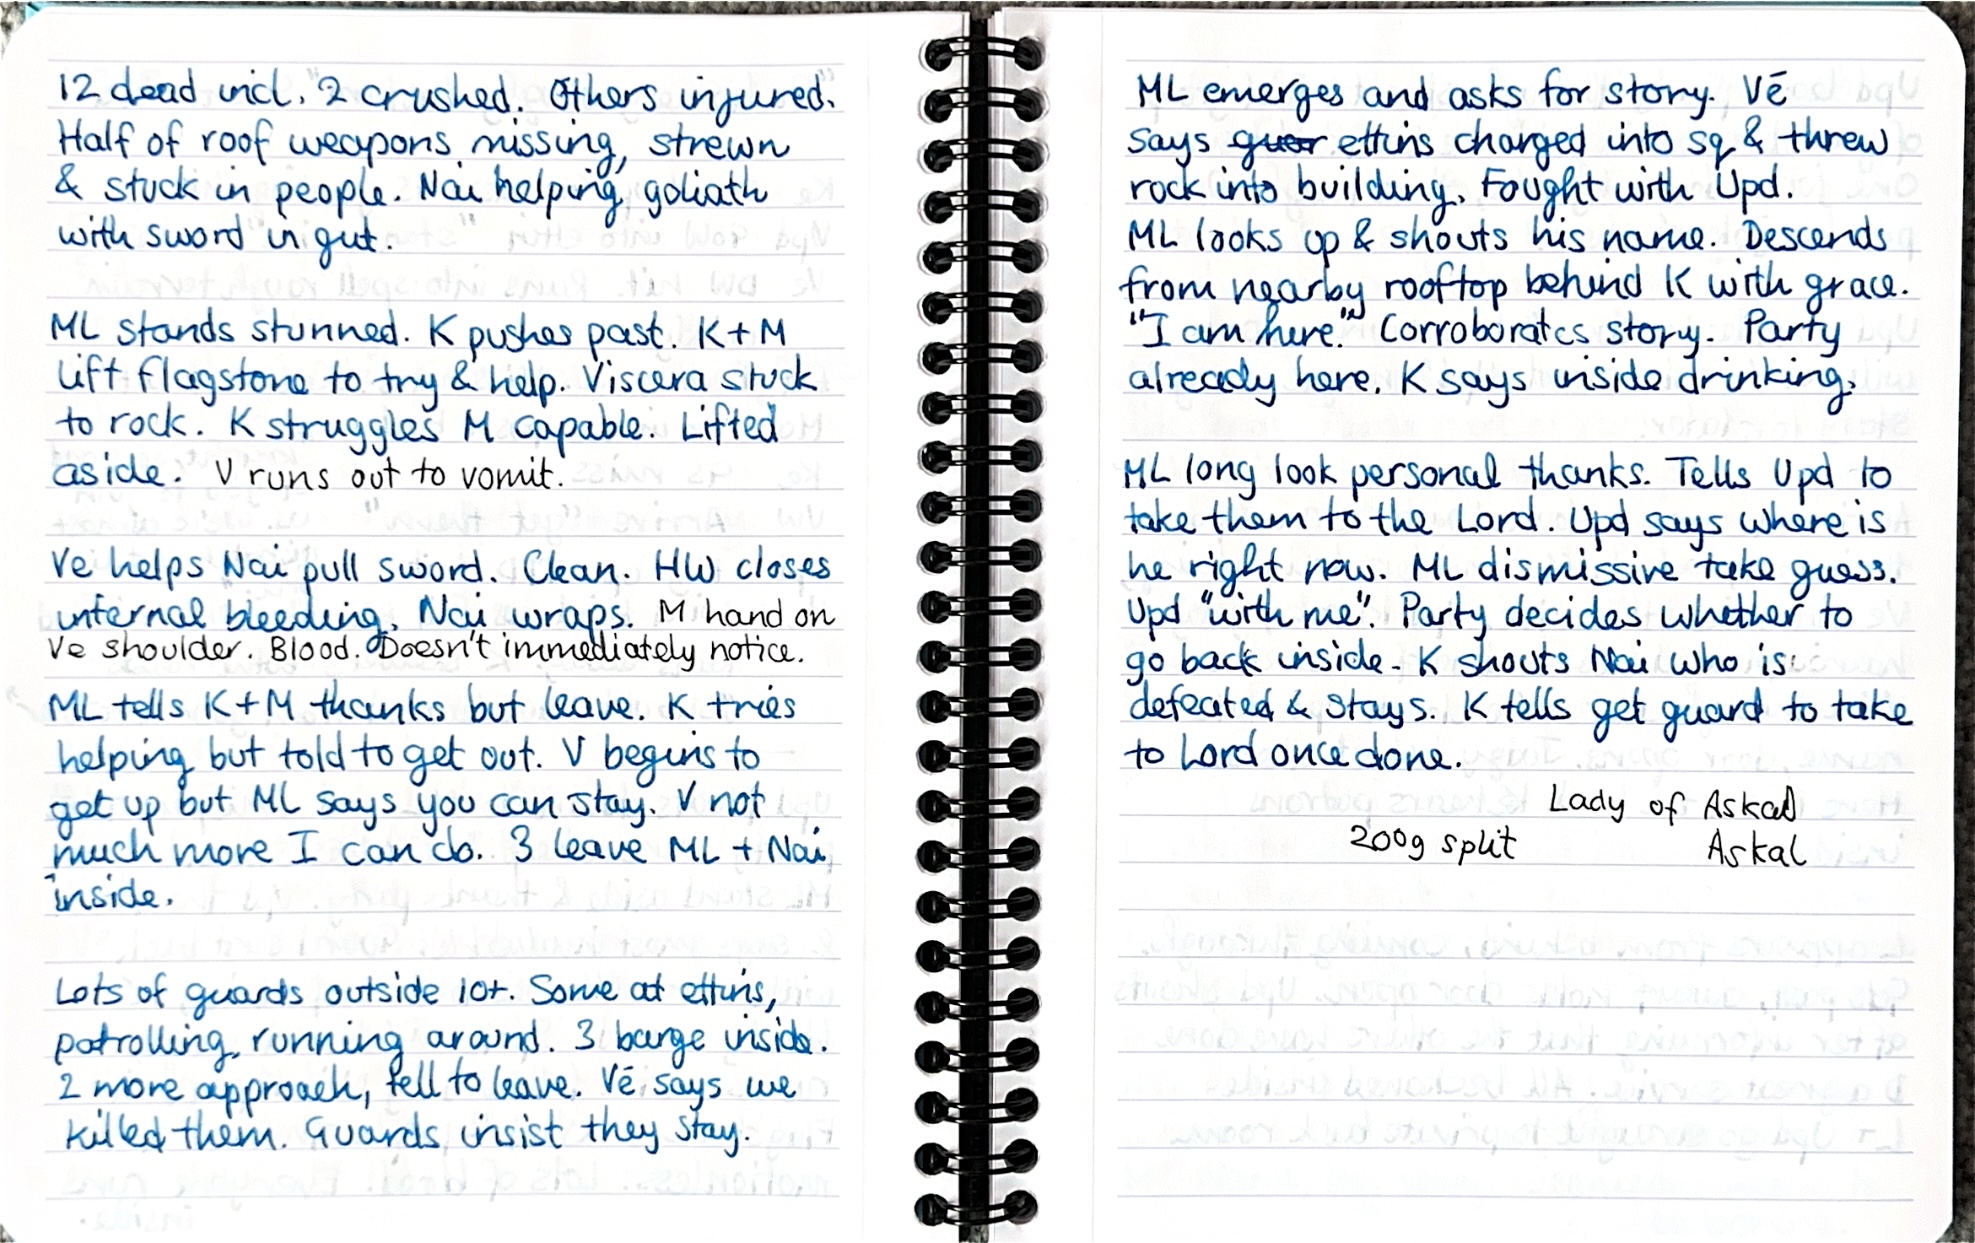 12 dead incl. 2 crushed. Others injured.
Half of roof weapons missing, strewn
& stuck in people. Nai helping goliath
with sword in gut.
ML stands stunned. K pushes past. K+M
lift flagstone to try & help. Viscera stuck
to rock. K struggles M capable. Lifted
aside. V runs out to vomit.
Ve helps Nai pull sword. Clean. HW closes
internal bleeding, Nai wraps. M hand on
Ve shoulder. Blood. Doesn't immediately notice.
ML tells K+M thanks but leave. K tries
helping but told to get out. V begins to
get up but ML says you can stay. V not
much more I can do. 3 leave ML + Nai
inside.
Lots of guards outside 10+. Some at ettins,
patrolling, running around. 3 barge inside.
2 more approach, tell to leave. Vē says we
killed them. Guards insist they stay.
ML emerges and asks for story. Vē
says ettins charged into sq & threw
rock into building. Fought with Upd.
ML looks up & shouts his name. Descends
from nearby rooftop behind K with grace.
"I am here." Corroborates story. Party
already here. K says inside drinking.
ML long look personal thanks. Tells Upd to
take them to the Lord. Upd says where is
he right now. ML dismissive take guess.
Upd "with me". Party decides whether to
go back inside. K shouts Nai who is
defeated & stays. K tells get guard to take
to Lord once done.
Lady of Askad
200g split Askal